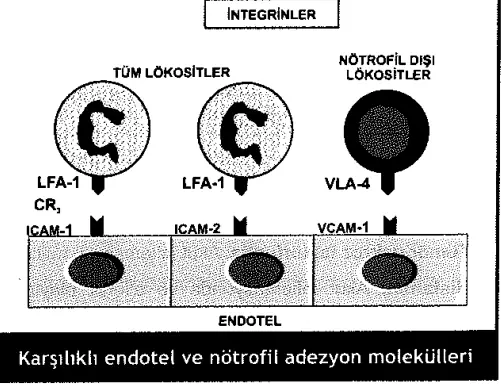 İNTEGRİNLER
TÜM LÖKOSİTLER
NÖTROFİL DIŞI
LÖKOSİTLER
LFA-1
LFA-1
VLA-4
CR₃
ICAM-1
ICAM-2
VCAM-1
ENDOTEL
Karşılıklı endotel ve nötrofil adezyon molekülleri